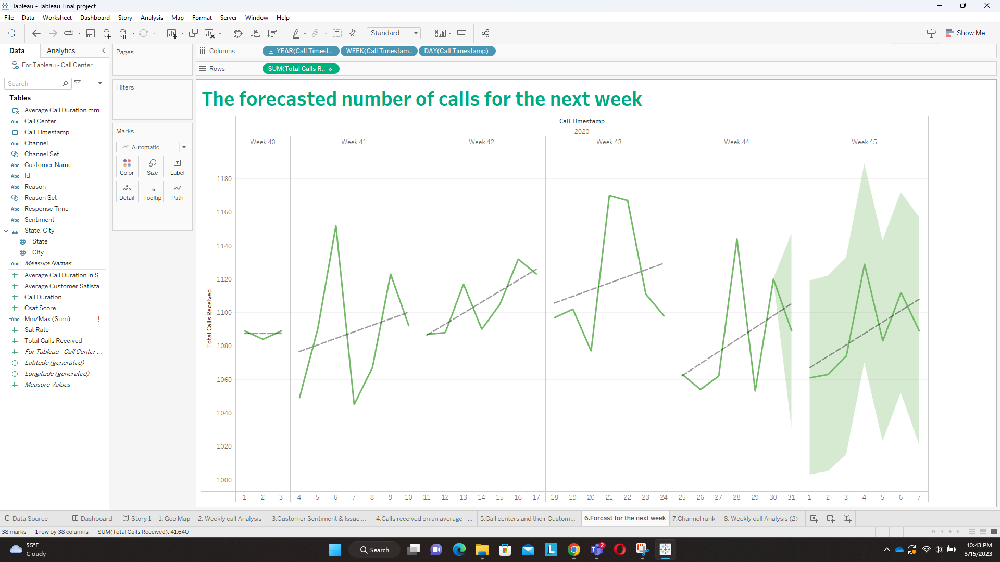 Tableau - Tableau Final project
File Data Worksheet Dashboard Story Analysis Map Format Server Window Help
Standard
Show Me
Data Analytics
For Tableau - Call Center...
Search
Tables
Average Call Duration mm...
Abc Call Center
Call Timestamp
Abc Channel
Channel Set
Abc Customer Name
Abc Id
Abc Reason
Reason Set
Abc Response Time
Abc Sentiment
State, City
State
City
Abc Measure Names
Average Call Duration in S...
Average Customer Satisfa...
Call Duration
Csat Score
=Abc Min/Max (Sum) !
Sat Rate
Total Calls Received
For Tableau - Call Center ...
Latitude (generated)
Longitude (generated)
Measure Values
Pages
Filters
Marks
Automatic
Color Size Label
Detail Tooltip Path
Columns YEAR(Call Timest.. WEEK(Call Timestam.. DAY(Call Timestamp)
Rows SUM(Total Calls R..
The forecasted number of calls for the next week
Call Timestamp
2020
Week 40 Week 41 Week 42 Week 43 Week 44 Week 45
Total Calls Received
1180
1160
1140
1120
1100
1080
1060
1040
1020
1000
1 2 3 4 5 6 7 8 9 10 11 12 13 14 15 16 17 18 19 20 21 22 23 24 25 26 27 28 29 30 31 1 2 3 4 5 6 7
Data Source Dashboard Story 1 1. Geo Map 2. Weekly call Analysis 3.Customer Sentiment & Issue ... 4.Calls received on an average - ... 5.Call centers and their Custom... 6.Forcast for the next week 7.Channel rank 8. Weekly call Analysis (2)
38 marks 1 row by 38 columns SUM(Total Calls Received): 41,640
55°F
Cloudy
Search
2
10:43 PM
3/15/2023